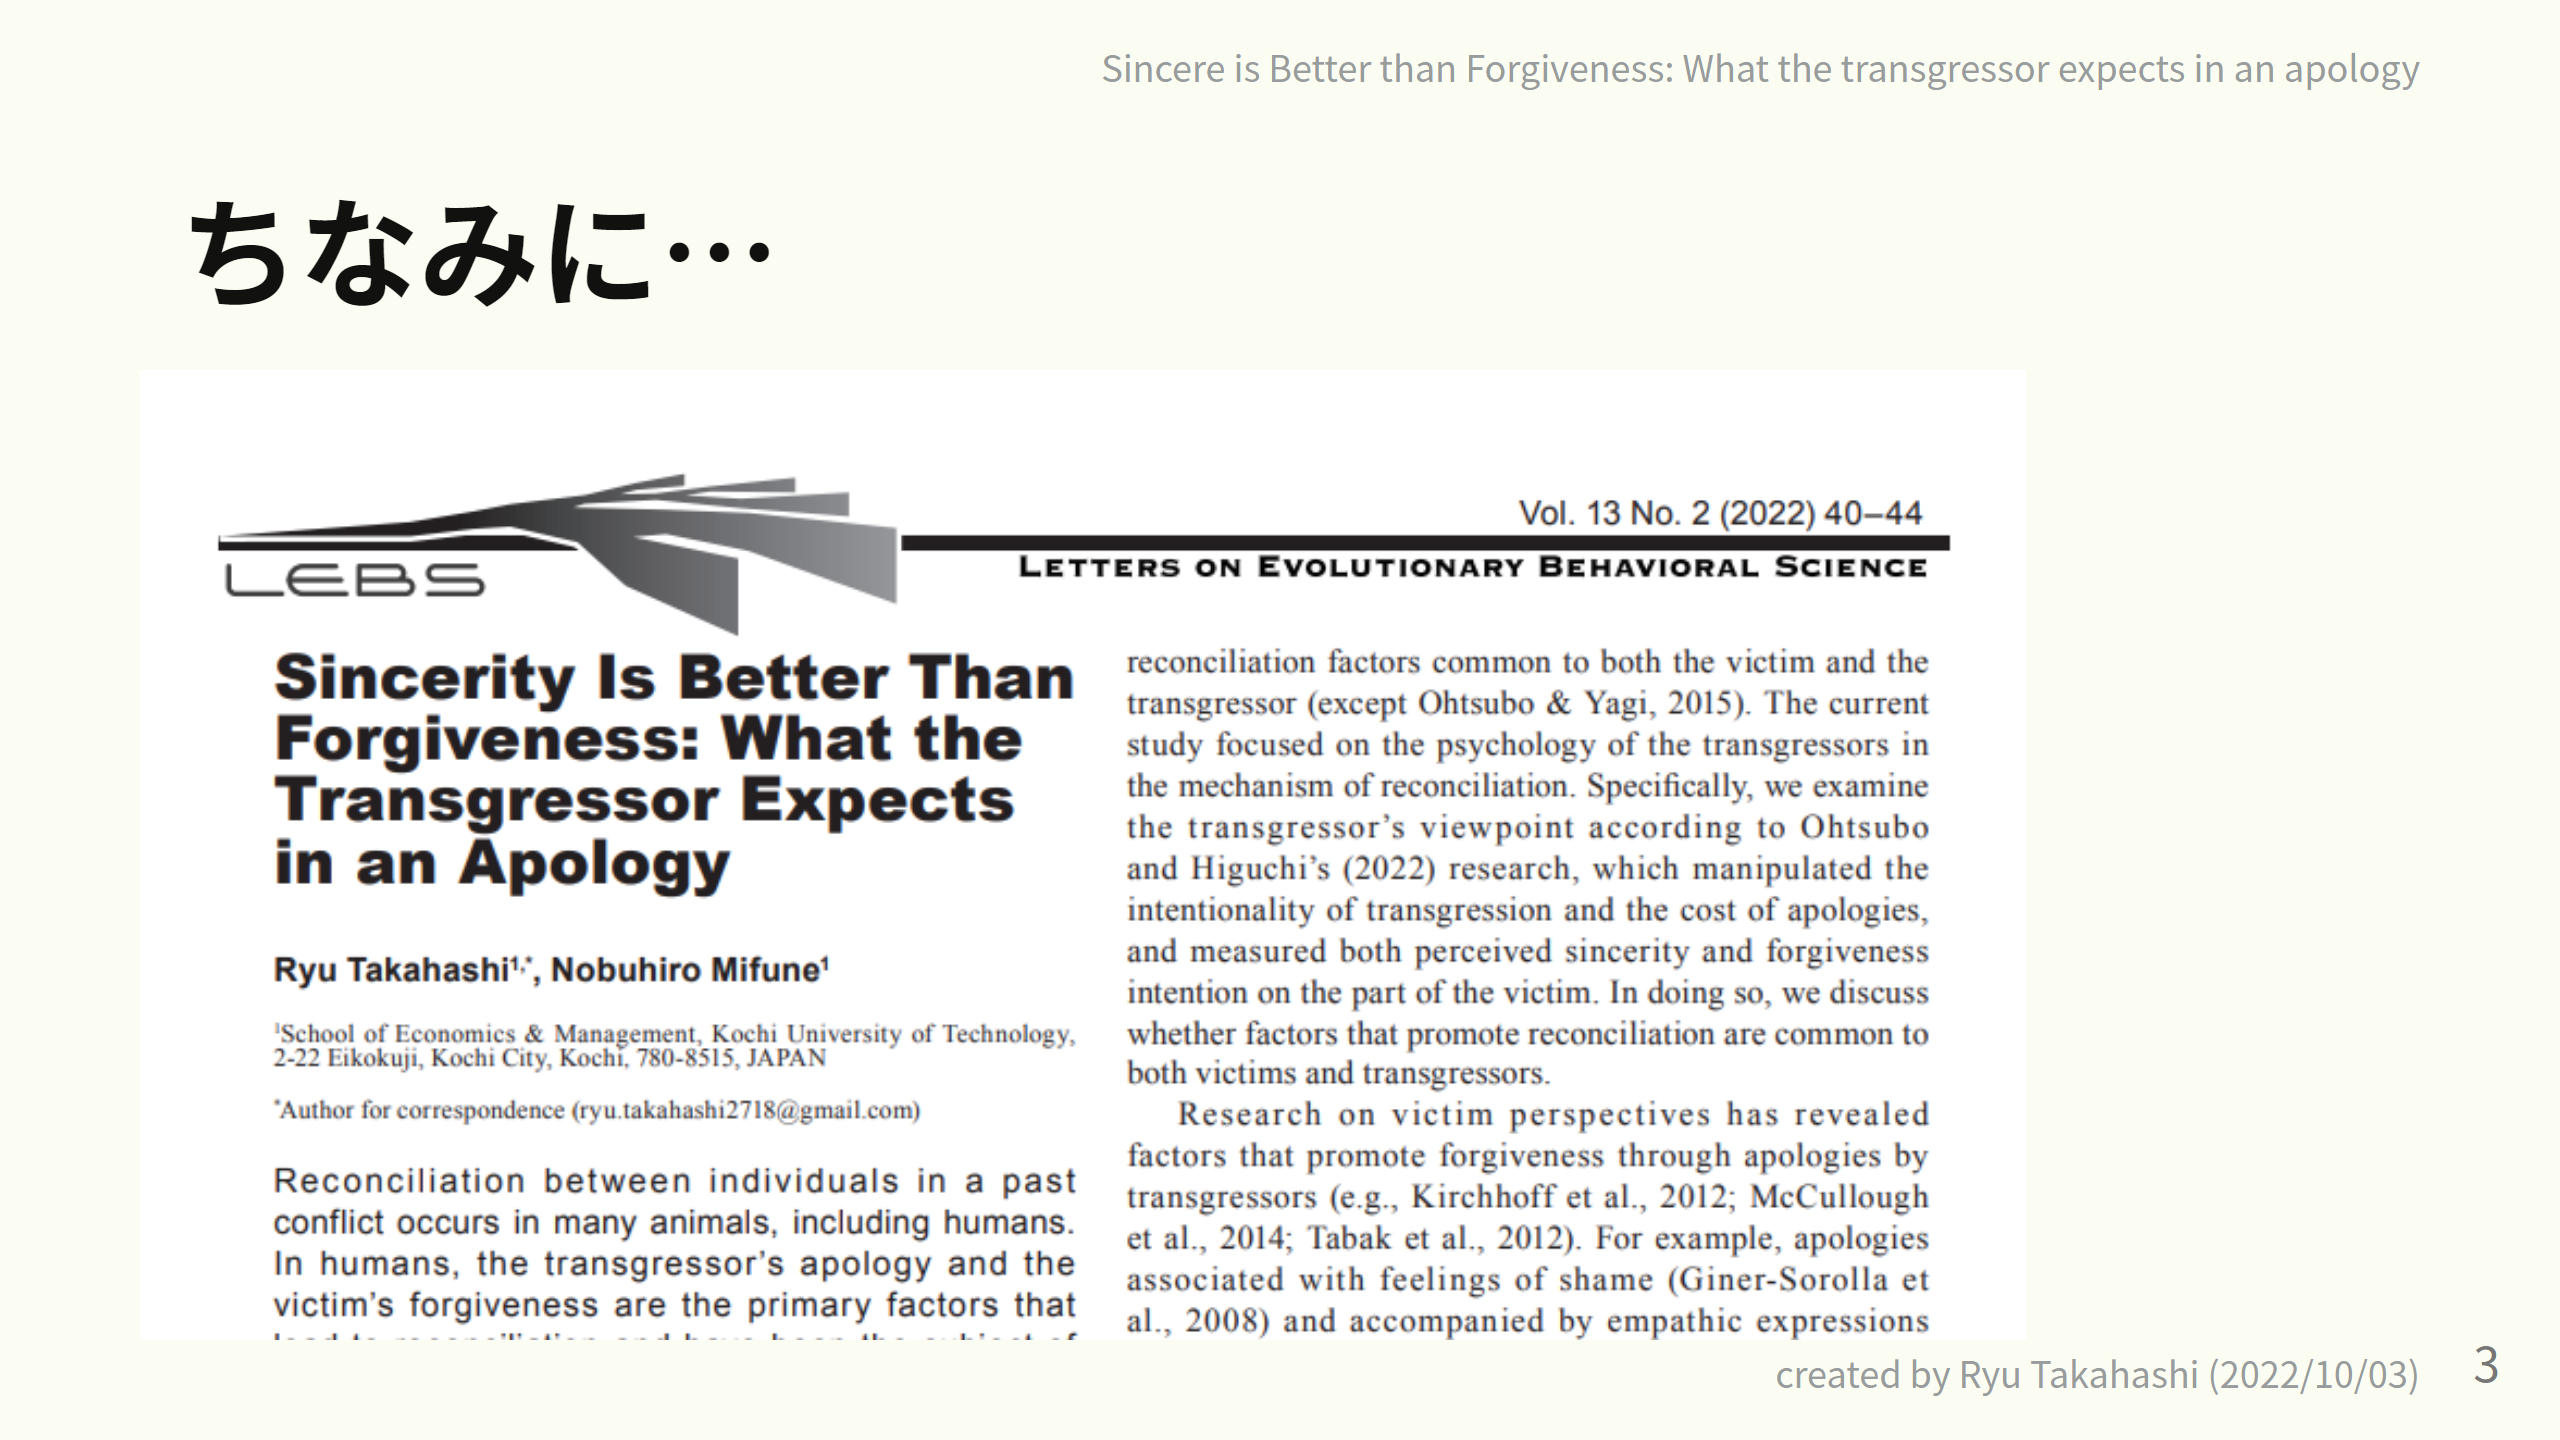 Sincere is Better than Forgiveness: What the transgressor expects in an apology
ちなみに…
Vol. 13 No. 2 (2022) 40–44
LEBS
LETTERS ON EVOLUTIONARY BEHAVIORAL SCIENCE
Sincerity Is Better Than
Forgiveness: What the
Transgressor Expects
in an Apology
Ryu Takahashi¹,*, Nobuhiro Mifune¹
¹School of Economics & Management, Kochi University of Technology,
2-22 Eikokuji, Kochi City, Kochi, 780-8515, JAPAN
*Author for correspondence (ryu.takahashi2718@gmail.com)
Reconciliation between individuals in a past
conflict occurs in many animals, including humans.
In humans, the transgressor’s apology and the
victim’s forgiveness are the primary factors that
reconciliation factors common to both the victim and the
transgressor (except Ohtsubo & Yagi, 2015). The current
study focused on the psychology of the transgressors in
the mechanism of reconciliation. Specifically, we examine
the transgressor’s viewpoint according to Ohtsubo
and Higuchi’s (2022) research, which manipulated the
intentionality of transgression and the cost of apologies,
and measured both perceived sincerity and forgiveness
intention on the part of the victim. In doing so, we discuss
whether factors that promote reconciliation are common to
both victims and transgressors.
Research on victim perspectives has revealed
factors that promote forgiveness through apologies by
transgressors (e.g., Kirchhoff et al., 2012; McCullough
et al., 2014; Tabak et al., 2012). For example, apologies
associated with feelings of shame (Giner-Sorolla et
al., 2008) and accompanied by empathic expressions
created by Ryu Takahashi (2022/10/03)
3